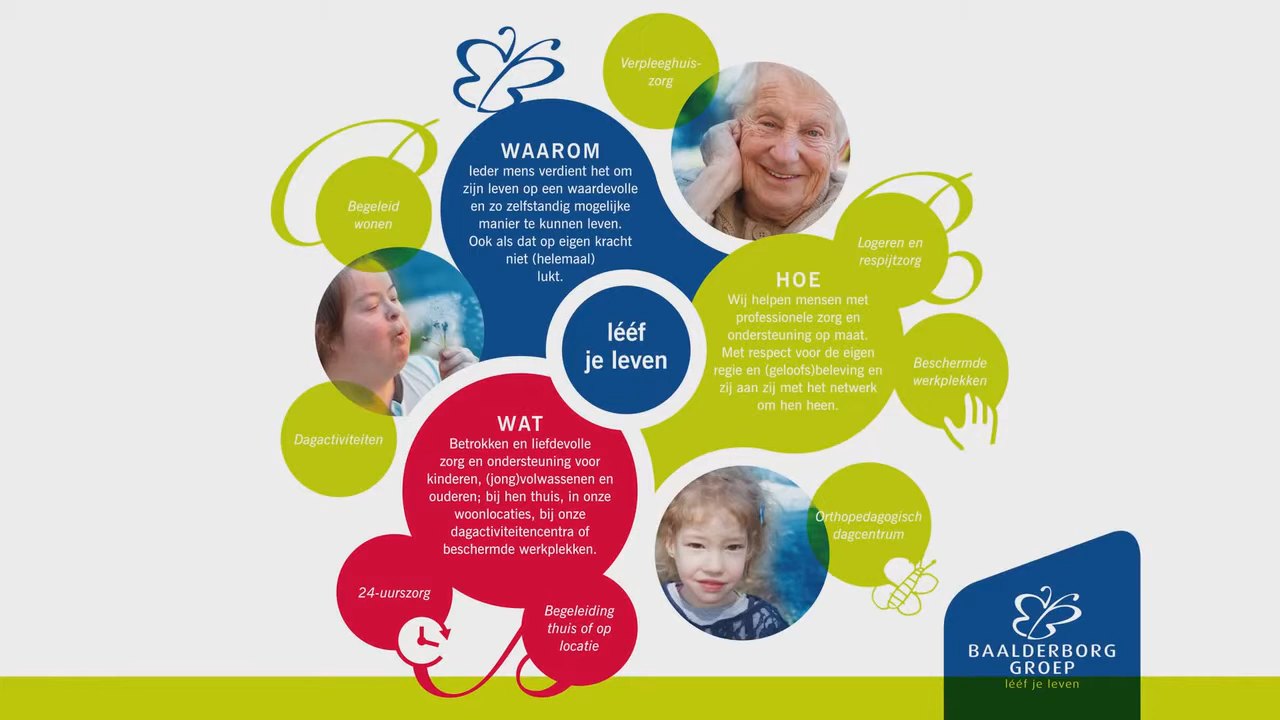 Verpleeghuis-
zorg
WAAROM
Ieder mens verdient het om
zijn leven op een waardevolle
en zo zelfstandig mogelijke
manier te kunnen leven.
Ook als dat op eigen kracht
niet (helemaal)
lukt.
Begeleid
wonen
Logeren en
respijtzorg
HOE
Wij helpen mensen met
professionele zorg en
ondersteuning op maat.
Met respect voor de eigen
regie en (geloofs)beleving en
zij aan zij met het netwerk
om hen heen.
lééf
je leven
Beschermde
werkplekken
Dagactiviteiten
WAT
Betrokken en liefdevolle
zorg en ondersteuning voor
kinderen, (jong)volwassenen en
ouderen; bij hen thuis, in onze
woonlocaties, bij onze
dagactiviteitencentra of
beschermde werkplekken.
Orthopedagogisch
dagcentrum
24-uurszorg
Begeleiding
thuis of op
locatie
BAALDERBORG
GROEP
lééf je leven